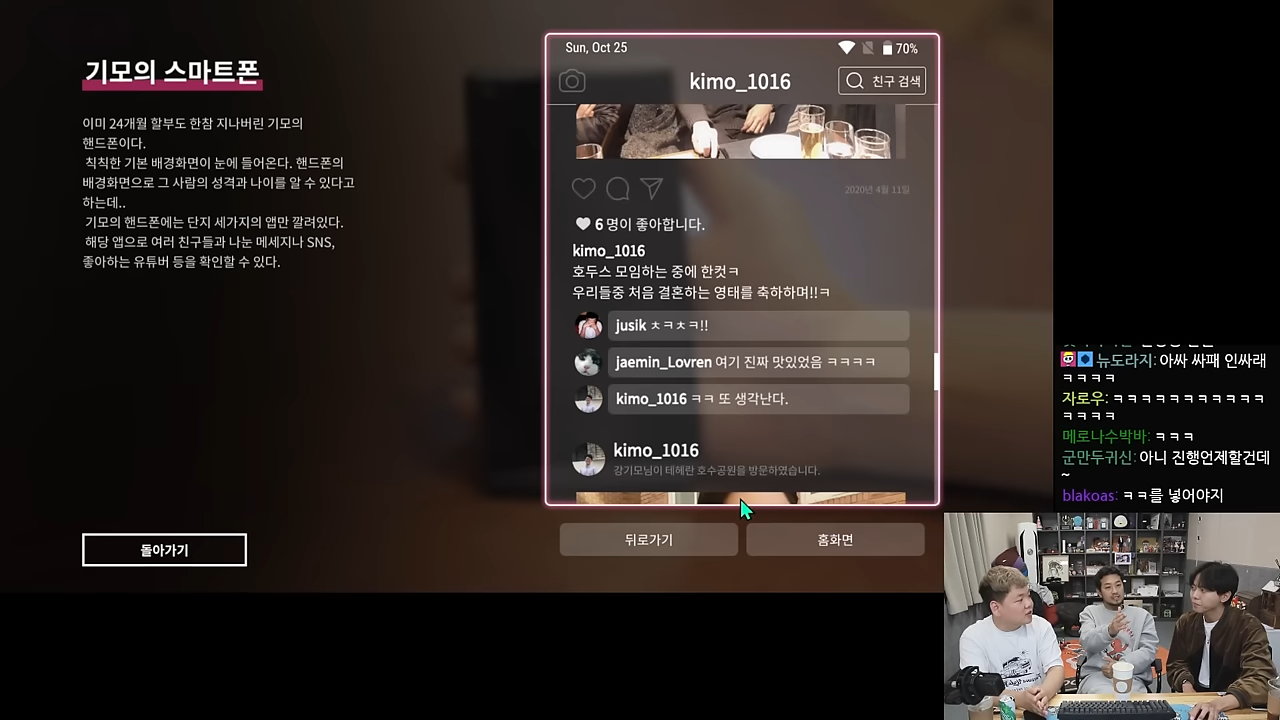 기모의 스마트폰
이미 24개월 할부도 한참 지나버린 기모의
핸드폰이다.
칙칙한 기본 배경화면이 눈에 들어온다. 핸드폰의
배경화면으로 그 사람의 성격과 나이를 알 수 있다고
하는데..
기모의 핸드폰에는 단지 세가지의 앱만 깔려있다.
해당 앱으로 여러 친구들과 나눈 메세지나 SNS,
좋아하는 유튜버 등을 확인할 수 있다.
돌아가기
Sun, Oct 25
70%
kimo_1016
친구 검색
2020년 4월 11일
6명이 좋아합니다.
kimo_1016
호두스 모임하는 중에 한컷ㅋ
우리들중 처음 결혼하는 영태를 축하하며!!ㅋ
jusik ㅊㅋㅊㅋ!!
jaemin_Lovren 여기 진짜 맛있었음 ㅋㅋㅋㅋ
kimo_1016 ㅋㅋ 또 생각난다.
kimo_1016
강기모님이 테헤란 호수공원을 방문하였습니다.
뒤로가기
홈화면
뉴도라지: 아싸 싸패 인싸래
ㅋㅋㅋㅋ
자로우: ㅋㅋㅋㅋㅋㅋㅋㅋㅋㅋㅋ
ㅋㅋㅋㅋ
메로나수박바: ㅋㅋㅋ
군만두귀신: 아니 진행언제할건데
~
blakoas: ㅋㅋ를 넣어야지